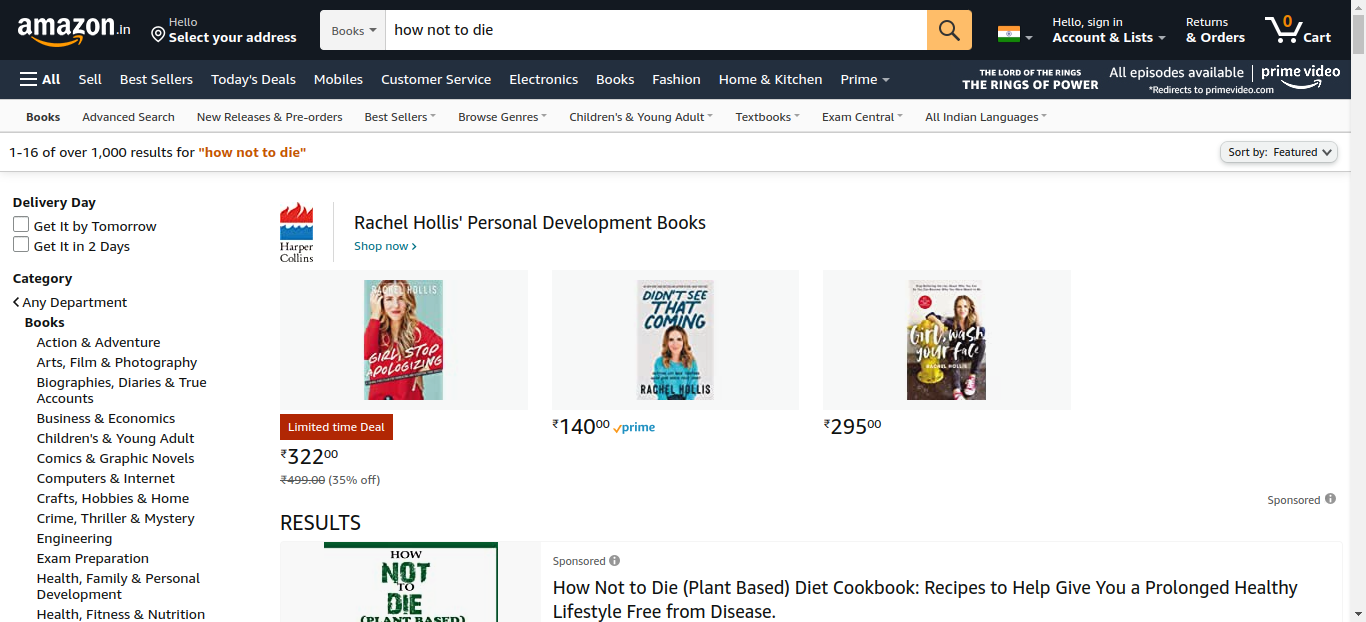 amazon.in
Hello
Select your address
Books
how not to die
Hello, sign in
Account & Lists
Returns
& Orders
0
Cart
All
Sell
Best Sellers
Today's Deals
Mobiles
Customer Service
Electronics
Books
Fashion
Home & Kitchen
Prime
THE LORD OF THE RINGS
THE RINGS OF POWER
All episodes available
*Redirects to primevideo.com
prime video
Books
Advanced Search
New Releases & Pre-orders
Best Sellers
Browse Genres
Children's & Young Adult
Textbooks
Exam Central
All Indian Languages
1-16 of over 1,000 results for "how not to die"
Sort by: Featured
Delivery Day
Get It by Tomorrow
Get It in 2 Days
Category
Any Department
Books
Action & Adventure
Arts, Film & Photography
Biographies, Diaries & True
Accounts
Business & Economics
Children's & Young Adult
Comics & Graphic Novels
Computers & Internet
Crafts, Hobbies & Home
Crime, Thriller & Mystery
Engineering
Exam Preparation
Health, Family & Personal
Development
Health, Fitness & Nutrition
Harper
Collins
Rachel Hollis' Personal Development Books
Shop now ›
RACHEL HOLLIS
GIRL, STOP
APOLOGIZING
Limited time Deal
₹32200
₹499.00 (35% off)
DIDN'T SEE
THAT
COMING
RACHEL HOLLIS
₹14000 prime
Girl, wash
your face
RACHEL HOLLIS
₹29500
Sponsored
RESULTS
HOW
NOT
TO
DIE
(PLANT BASED)
Sponsored
How Not to Die (Plant Based) Diet Cookbook: Recipes to Help Give You a Prolonged Healthy
Lifestyle Free from Disease.